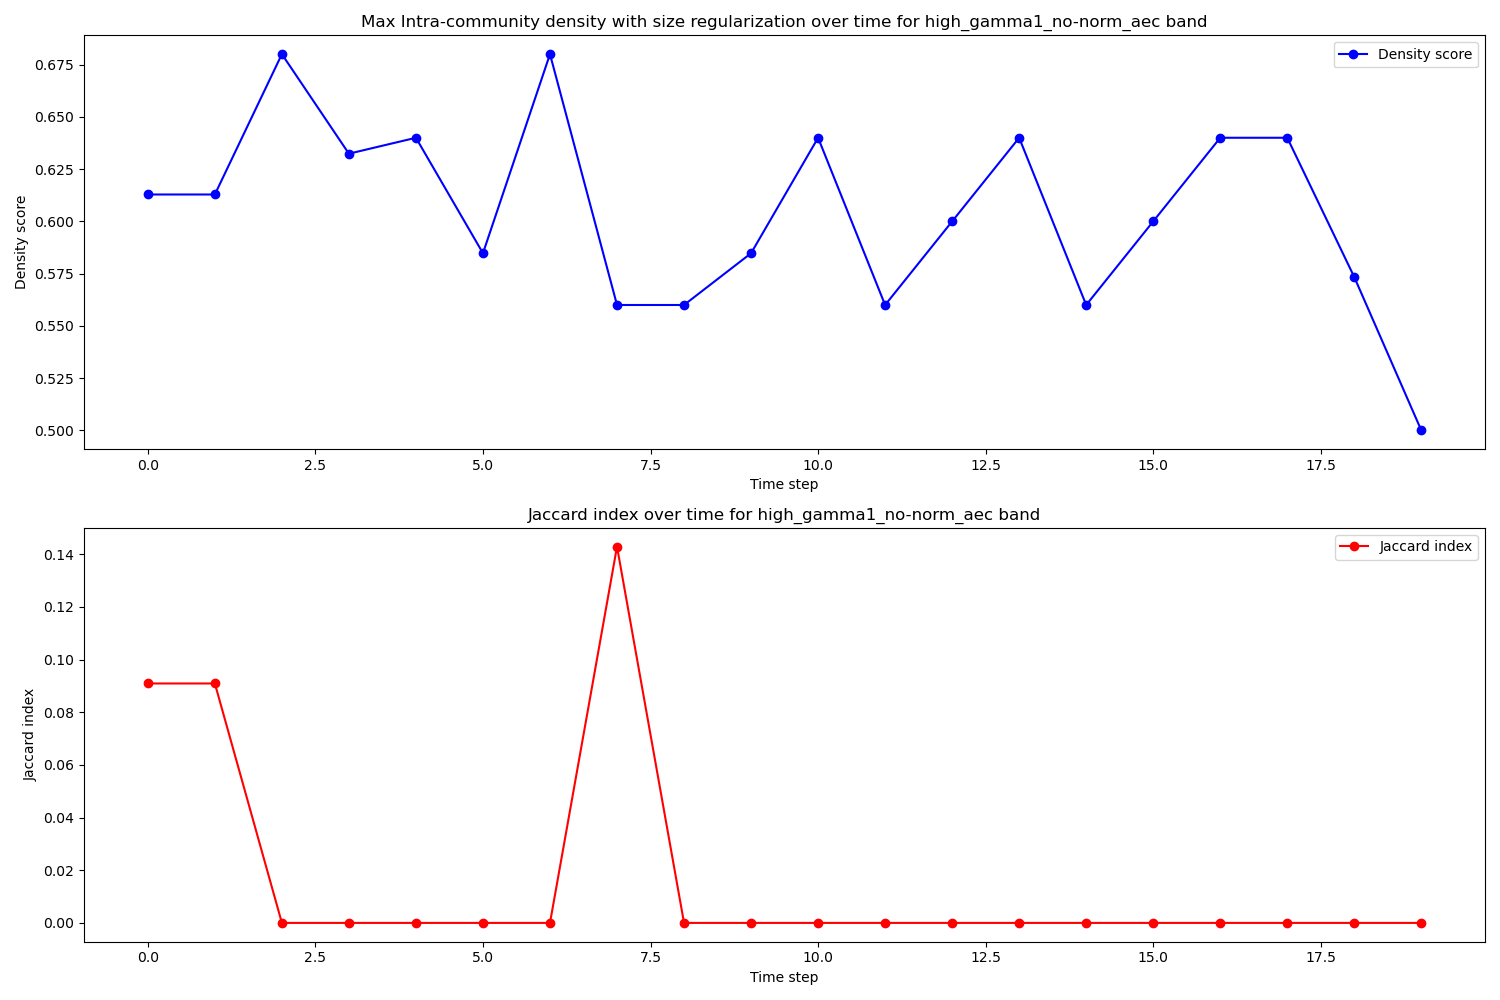 Max Intra-community density with size regularization over time for high_gamma1_no-norm_aec band
Density score
0.675
0.650
0.625
0.600
0.575
0.550
0.525
0.500
Density score
0.0 2.5 5.0 7.5 10.0 12.5 15.0 17.5
Time step
Jaccard index over time for high_gamma1_no-norm_aec band
Jaccard index
0.14
0.12
0.10
0.08
0.06
0.04
0.02
0.00
Jaccard index
0.0 2.5 5.0 7.5 10.0 12.5 15.0 17.5
Time step